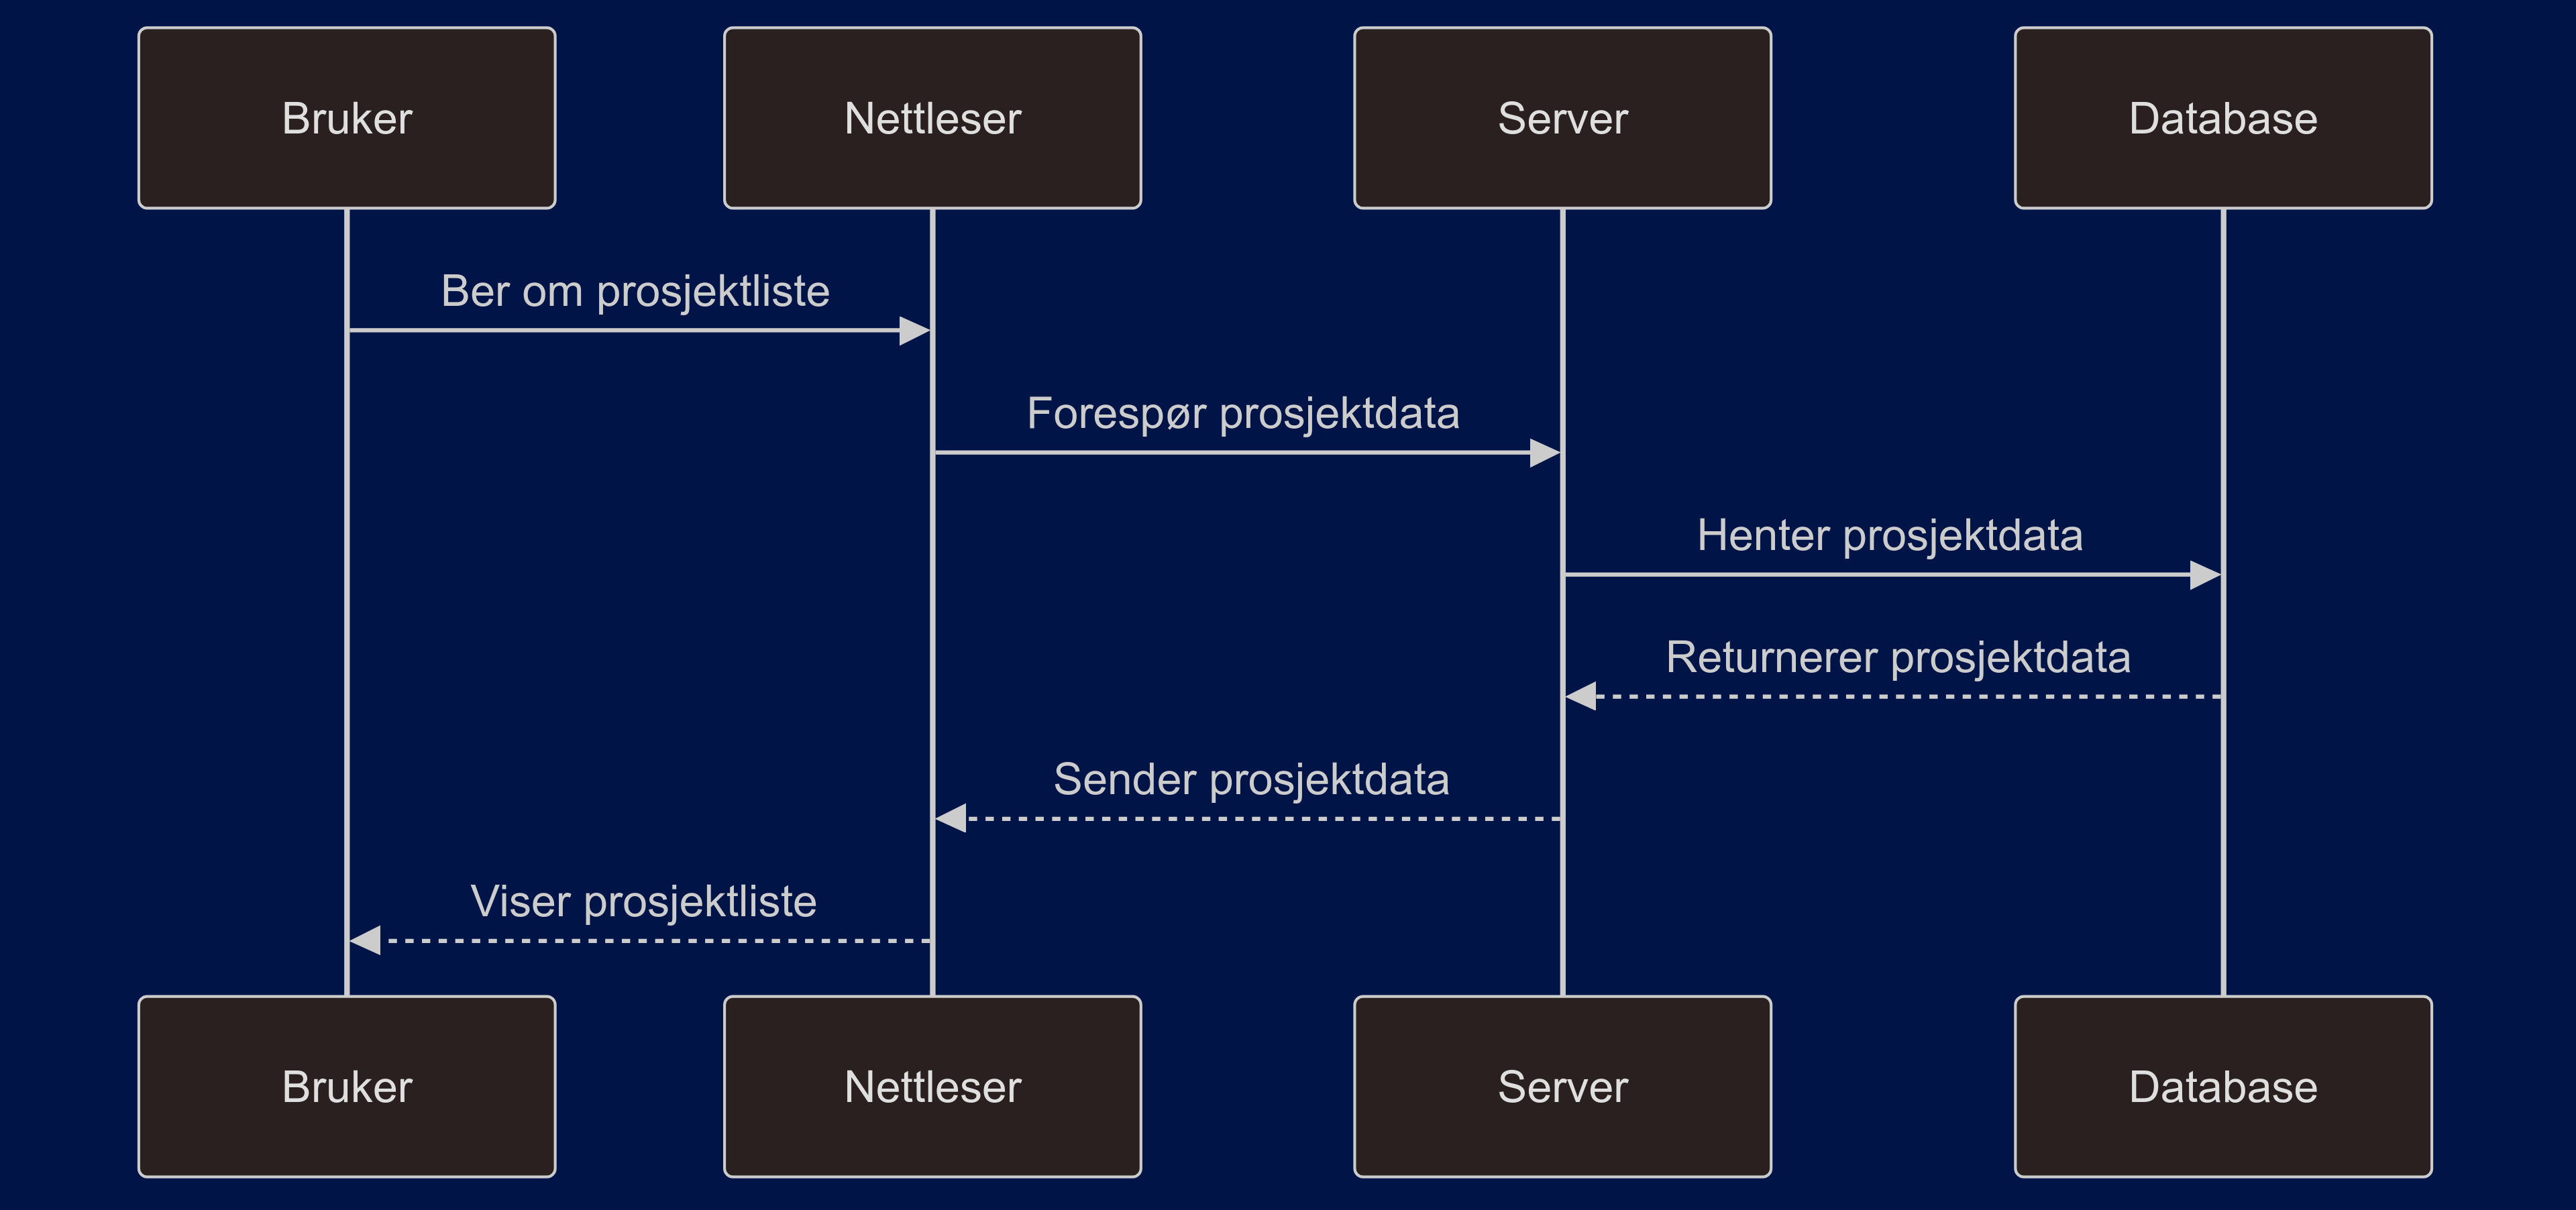 Bruker
Nettleser
Server
Database
Ber om prosjektliste
Forespør prosjektdata
Henter prosjektdata
Returnerer prosjektdata
Sender prosjektdata
Viser prosjektliste
Bruker
Nettleser
Server
Database